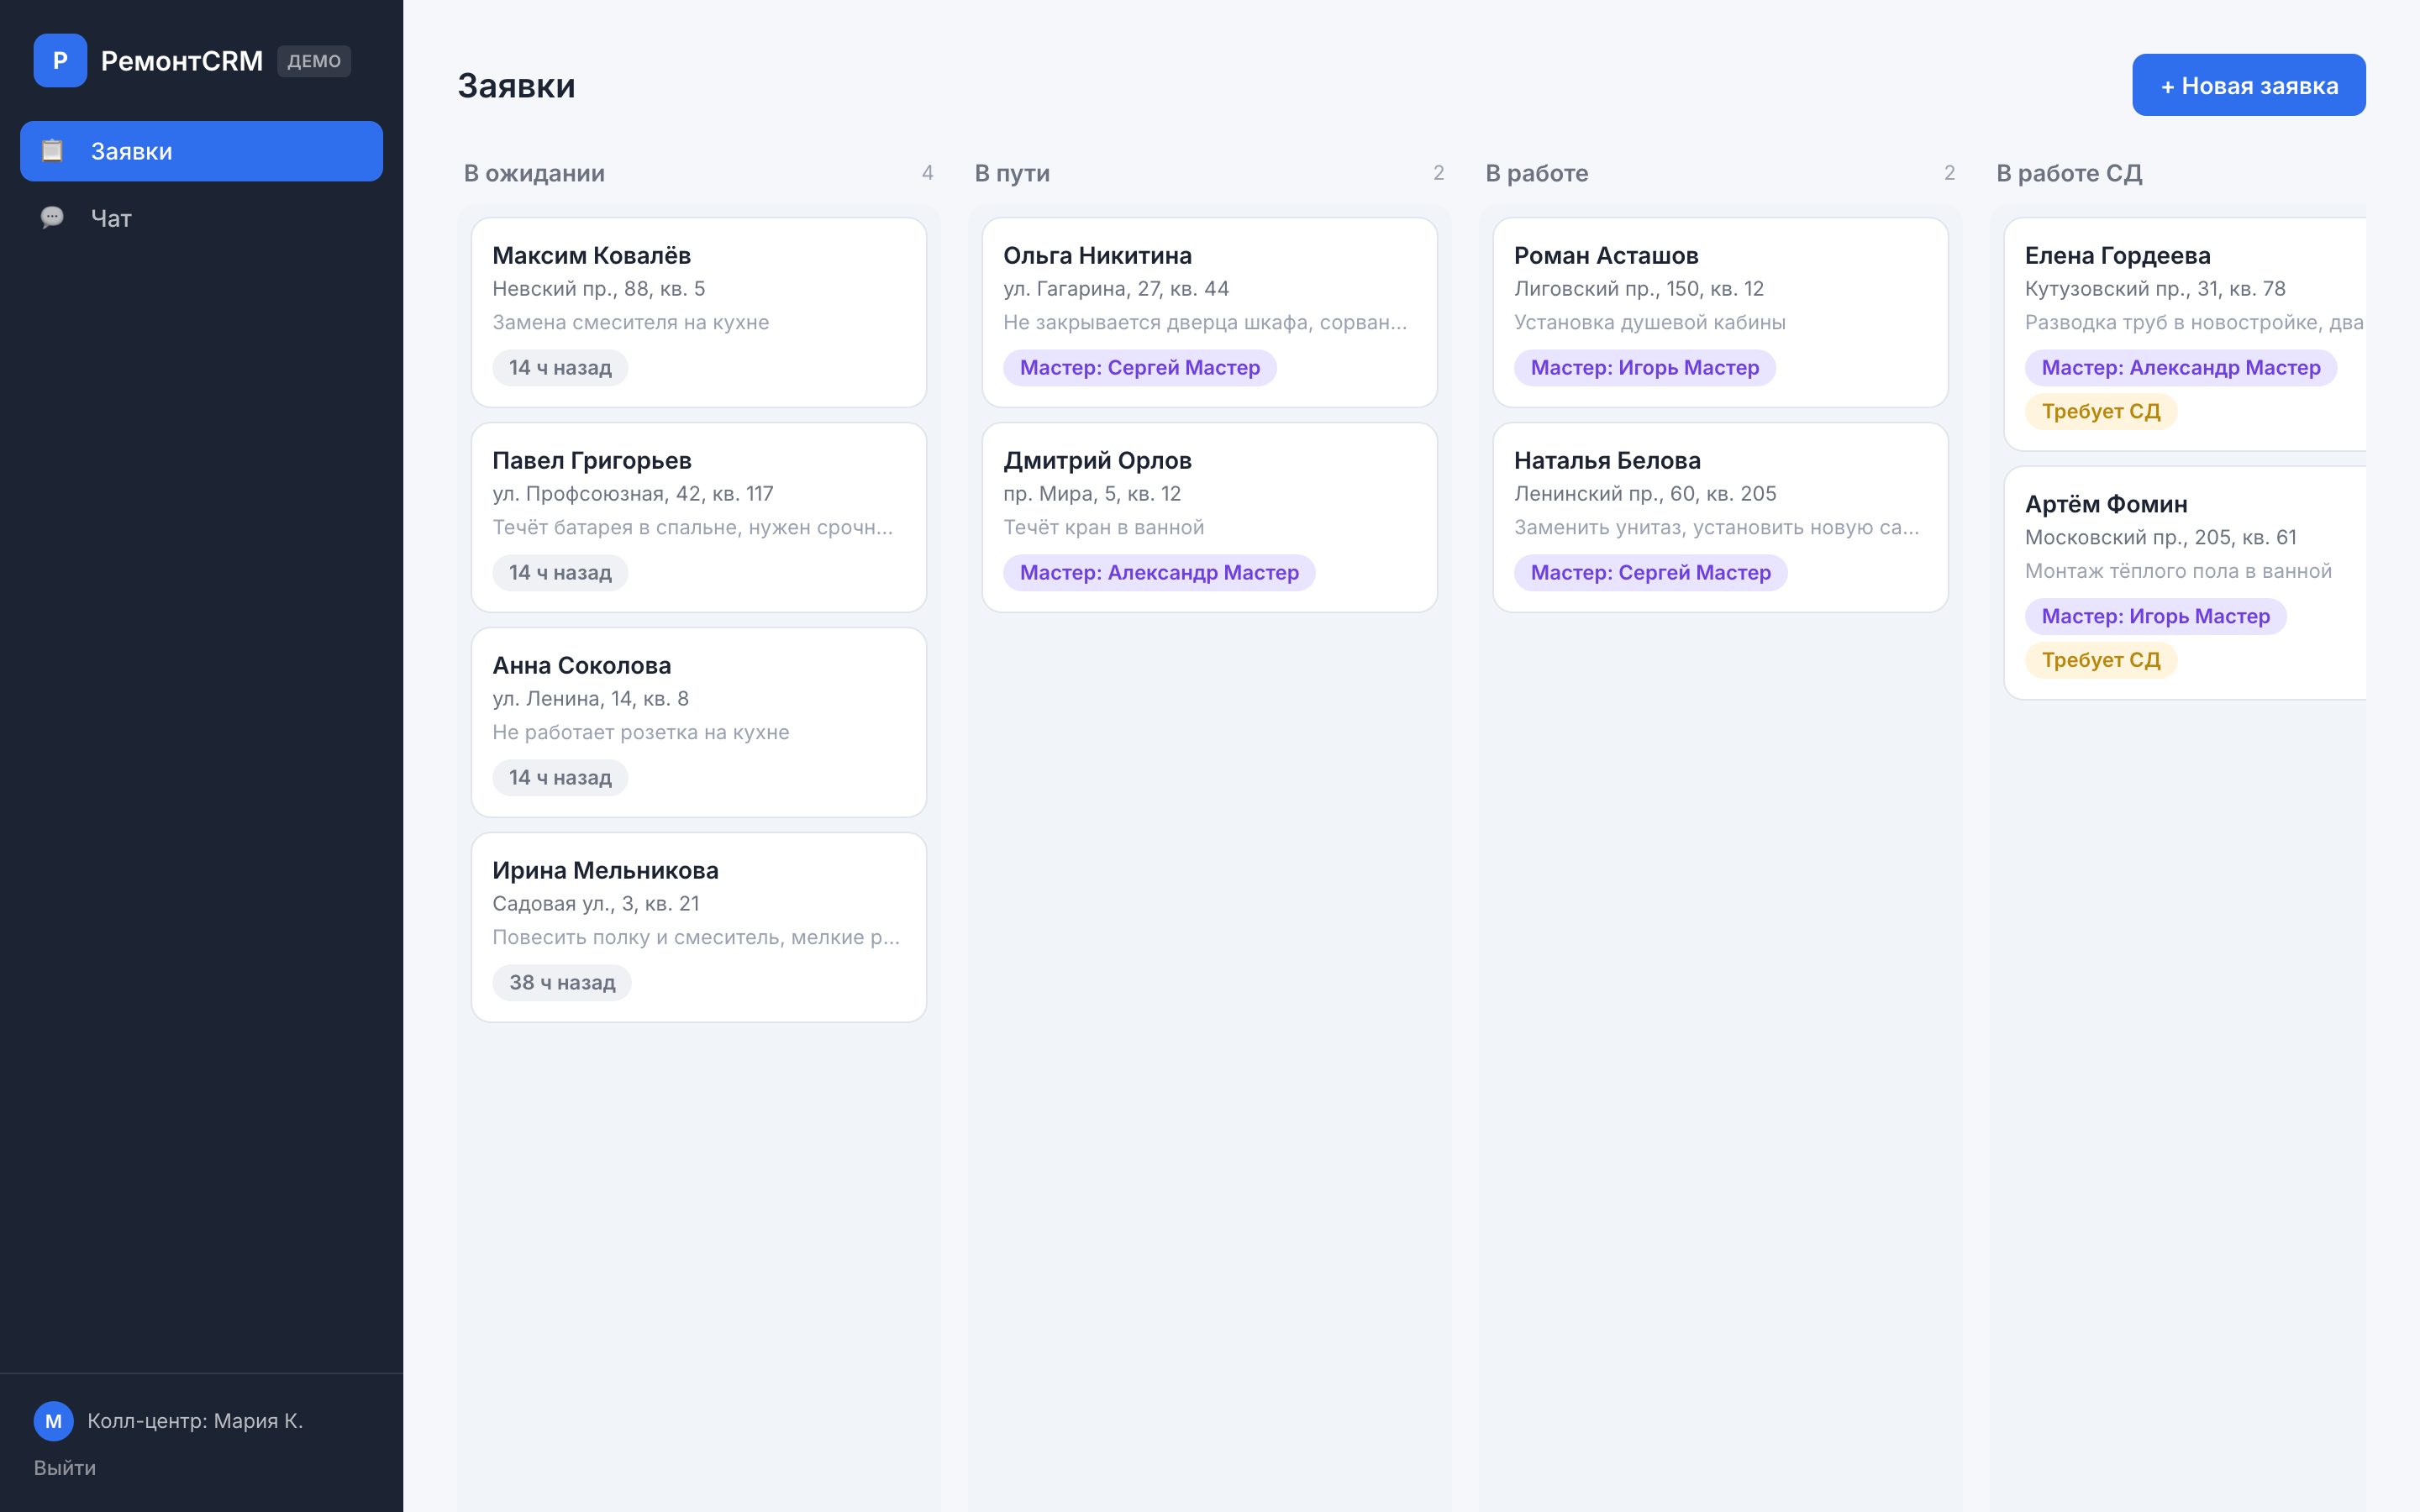 Р РемонтCRM ДЕМО
Заявки
Чат
Заявки
+ Новая заявка
В ожидании 4
Максим Ковалёв
Невский пр., 88, кв. 5
Замена смесителя на кухне
14 ч назад
Павел Григорьев
ул. Профсоюзная, 42, кв. 117
Течёт батарея в спальне, нужен срочн...
14 ч назад
Анна Соколова
ул. Ленина, 14, кв. 8
Не работает розетка на кухне
14 ч назад
Ирина Мельникова
Садовая ул., 3, кв. 21
Повесить полку и смеситель, мелкие р...
38 ч назад
В пути 2
Ольга Никитина
ул. Гагарина, 27, кв. 44
Не закрывается дверца шкафа, сорван...
Мастер: Сергей Мастер
Дмитрий Орлов
пр. Мира, 5, кв. 12
Течёт кран в ванной
Мастер: Александр Мастер
В работе 2
Роман Асташов
Лиговский пр., 150, кв. 12
Установка душевой кабины
Мастер: Игорь Мастер
Наталья Белова
Ленинский пр., 60, кв. 205
Заменить унитаз, установить новую са...
Мастер: Сергей Мастер
В работе СД
Елена Гордеева
Кутузовский пр., 31, кв. 78
Разводка труб в новостройке, два
Мастер: Александр Мастер
Требует СД
Артём Фомин
Московский пр., 205, кв. 61
Монтаж тёплого пола в ванной
Мастер: Игорь Мастер
Требует СД
М Колл-центр: Мария К.
Выйти